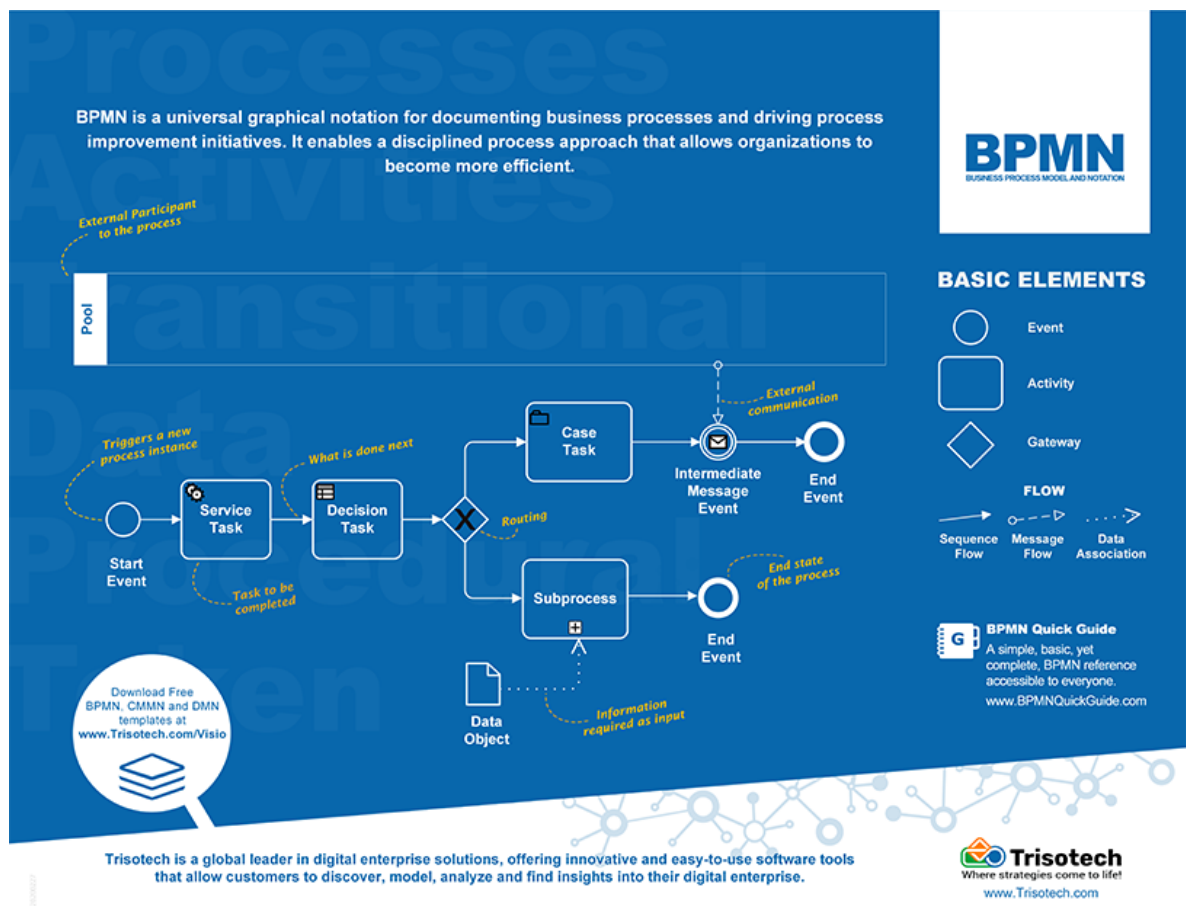 Processes
Activities
Transitional
Data
Procedural
Token
BPMN is a universal graphical notation for documenting business processes and driving process
improvement initiatives. It enables a disciplined process approach that allows organizations to
become more efficient.
BPMN
BUSINESS PROCESS MODEL AND NOTATION
External Participant
to the process
Pool
External
communication
Case
Task
Intermediate
Message
Event
End
Event
Triggers a new
process instance
What is done next
Service
Task
Decision
Task
X
Routing
Start
Event
Task to be
completed
Subprocess
End state
of the process
End
Event
Data
Object
Information
required as input
BASIC ELEMENTS
Event
Activity
Gateway
FLOW
Sequence
Flow
Message
Flow
Data
Association
G
BPMN Quick Guide
A simple, basic, yet
complete, BPMN reference
accessible to everyone.
www.BPMNQuickGuide.com
Download Free
BPMN, CMMN and DMN
templates at
www.Trisotech.com/Visio
Trisotech is a global leader in digital enterprise solutions, offering innovative and easy-to-use software tools
that allow customers to discover, model, analyze and find insights into their digital enterprise.
Trisotech
Where strategies come to life!
www.Trisotech.com